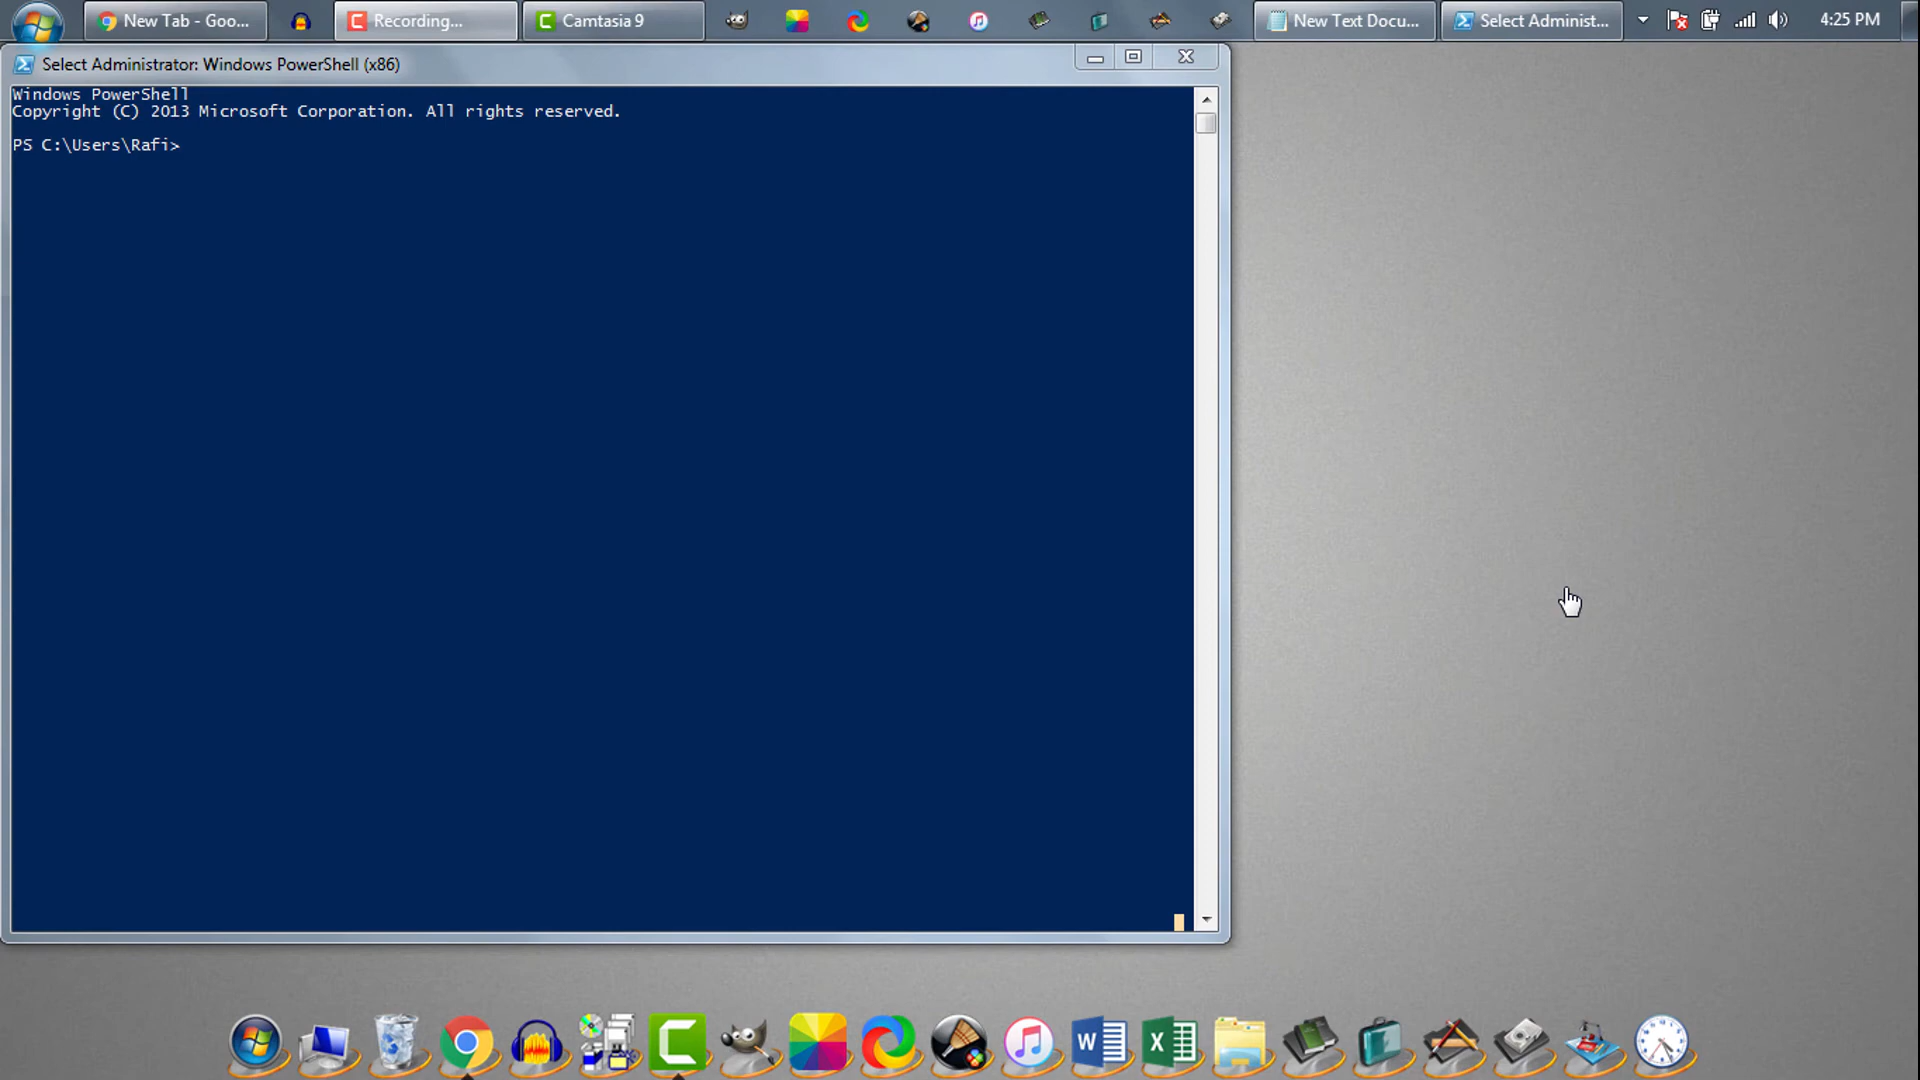 New Tab - Goo...
Recording...
Camtasia 9
New Text Docu...
Select Administ...
4:25 PM
Select Administrator: Windows PowerShell (x86)
Windows PowerShell
Copyright (C) 2013 Microsoft Corporation. All rights reserved.
PS C:\Users\Rafi>